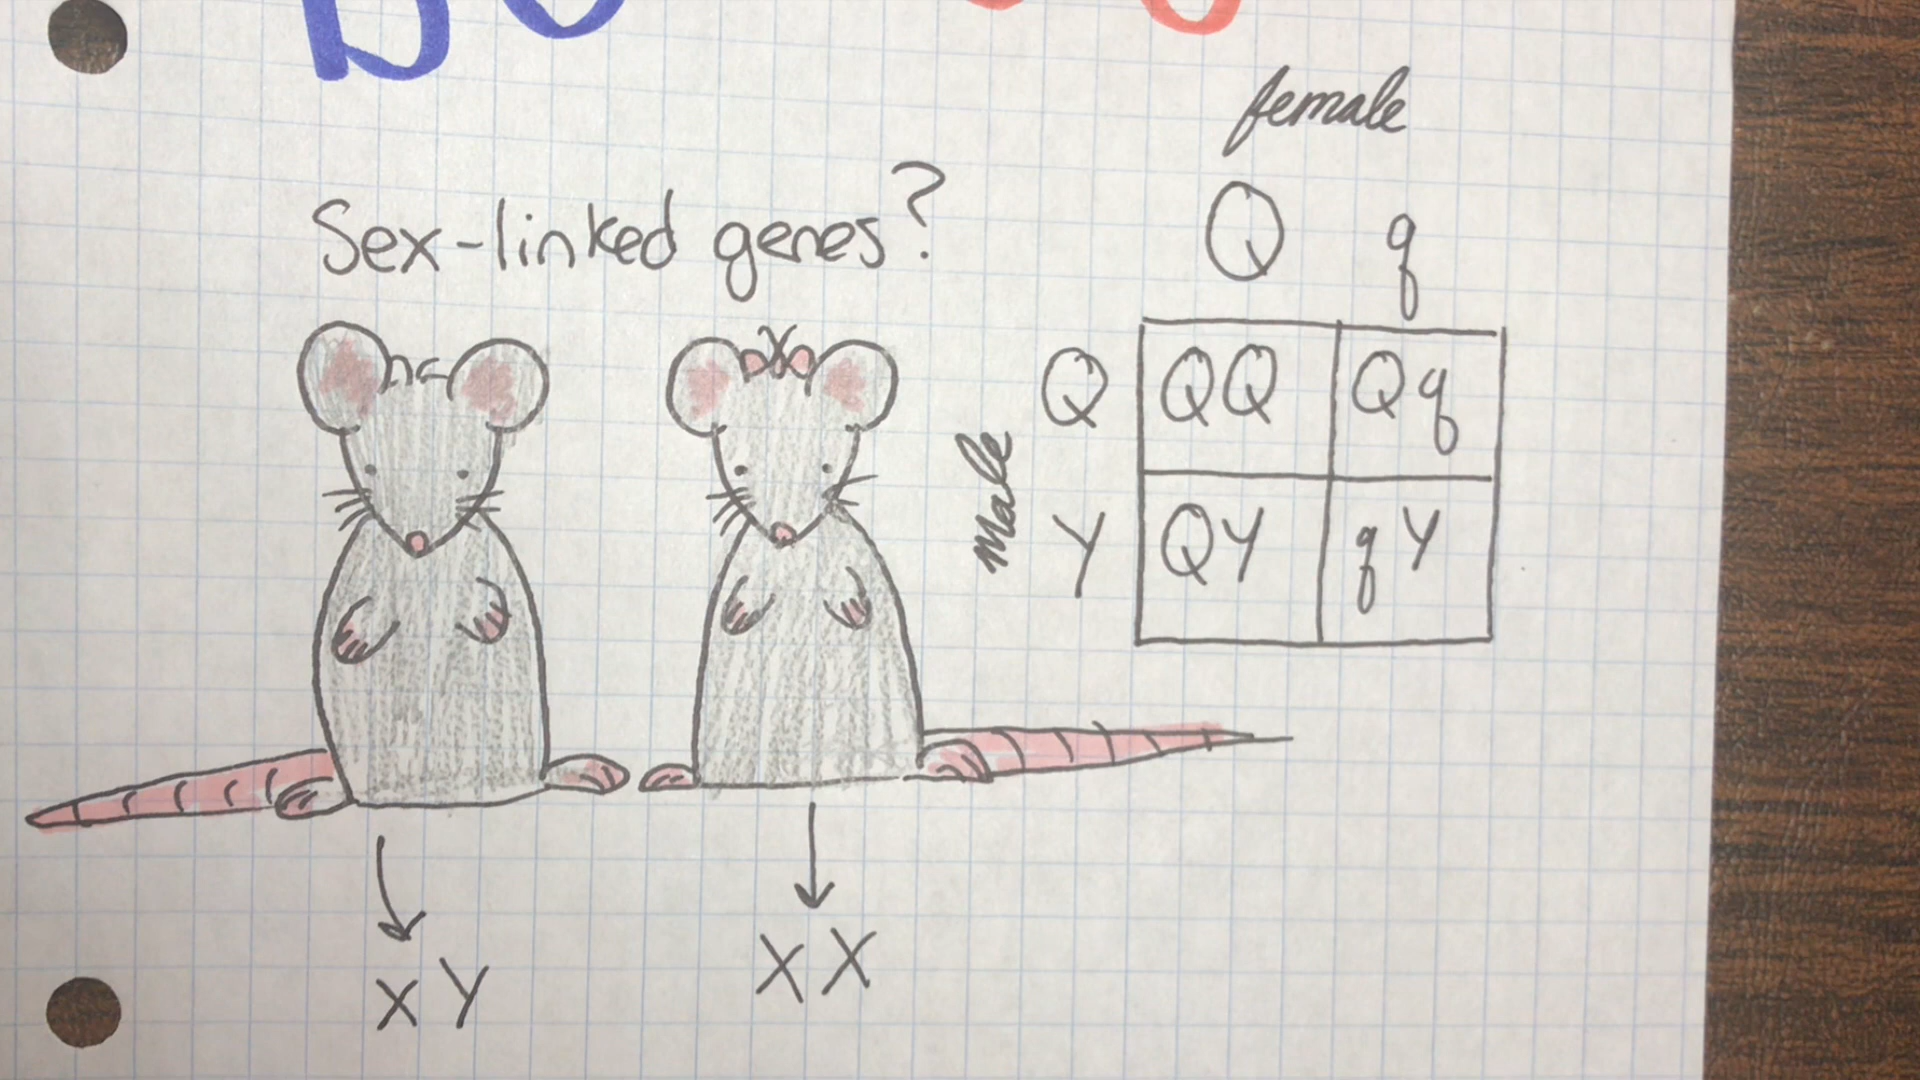 female
Sex-linked genes?
Q q
Male
Q QQ Qq
Y QY qY
XY XX